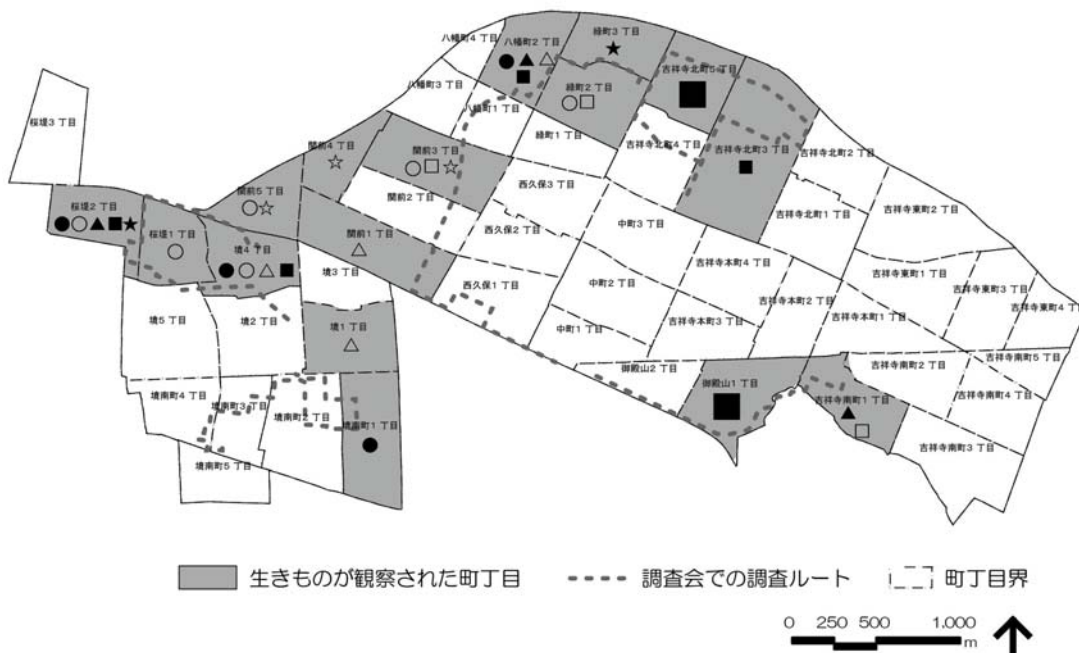 八幡町4 丁目
八幡町2 丁目
緑町3 丁目
吉祥寺北町5 丁目
八幡町3 丁目
緑町2 丁目
桜堤3 丁目
八幡町1 丁目
緑町1 丁目
吉祥寺北町4 丁目
吉祥寺北町3 丁目
吉祥寺北町2 丁目
関前4 丁目
関前3 丁目
関前5 丁目
関前2 丁目
西久保3 丁目
桜堤2 丁目
桜堤1 丁目
境4 丁目
関前1 丁目
西久保2 丁目
中町3 丁目
吉祥寺北町1 丁目
吉祥寺東町2 丁目
境3 丁目
吉祥寺本町4 丁目
吉祥寺東町1 丁目
吉祥寺東町3 丁目
吉祥寺東町4 丁目
境5 丁目
境2 丁目
西久保1 丁目
中町2 丁目
吉祥寺本町2 丁目
吉祥寺本町1 丁目
境1 丁目
中町1 丁目
吉祥寺本町3 丁目
御殿山2 丁目
吉祥寺南町2 丁目
吉祥寺南町5 丁目
境南町4 丁目
境南町3 丁目
境南町2 丁目
境南町1 丁目
御殿山1 丁目
吉祥寺南町1 丁目
吉祥寺南町4 丁目
境南町5 丁目
吉祥寺南町3 丁目
生きものが観察された町丁目
調査会での調査ルート
町丁目界
0 250 500 1,000
m